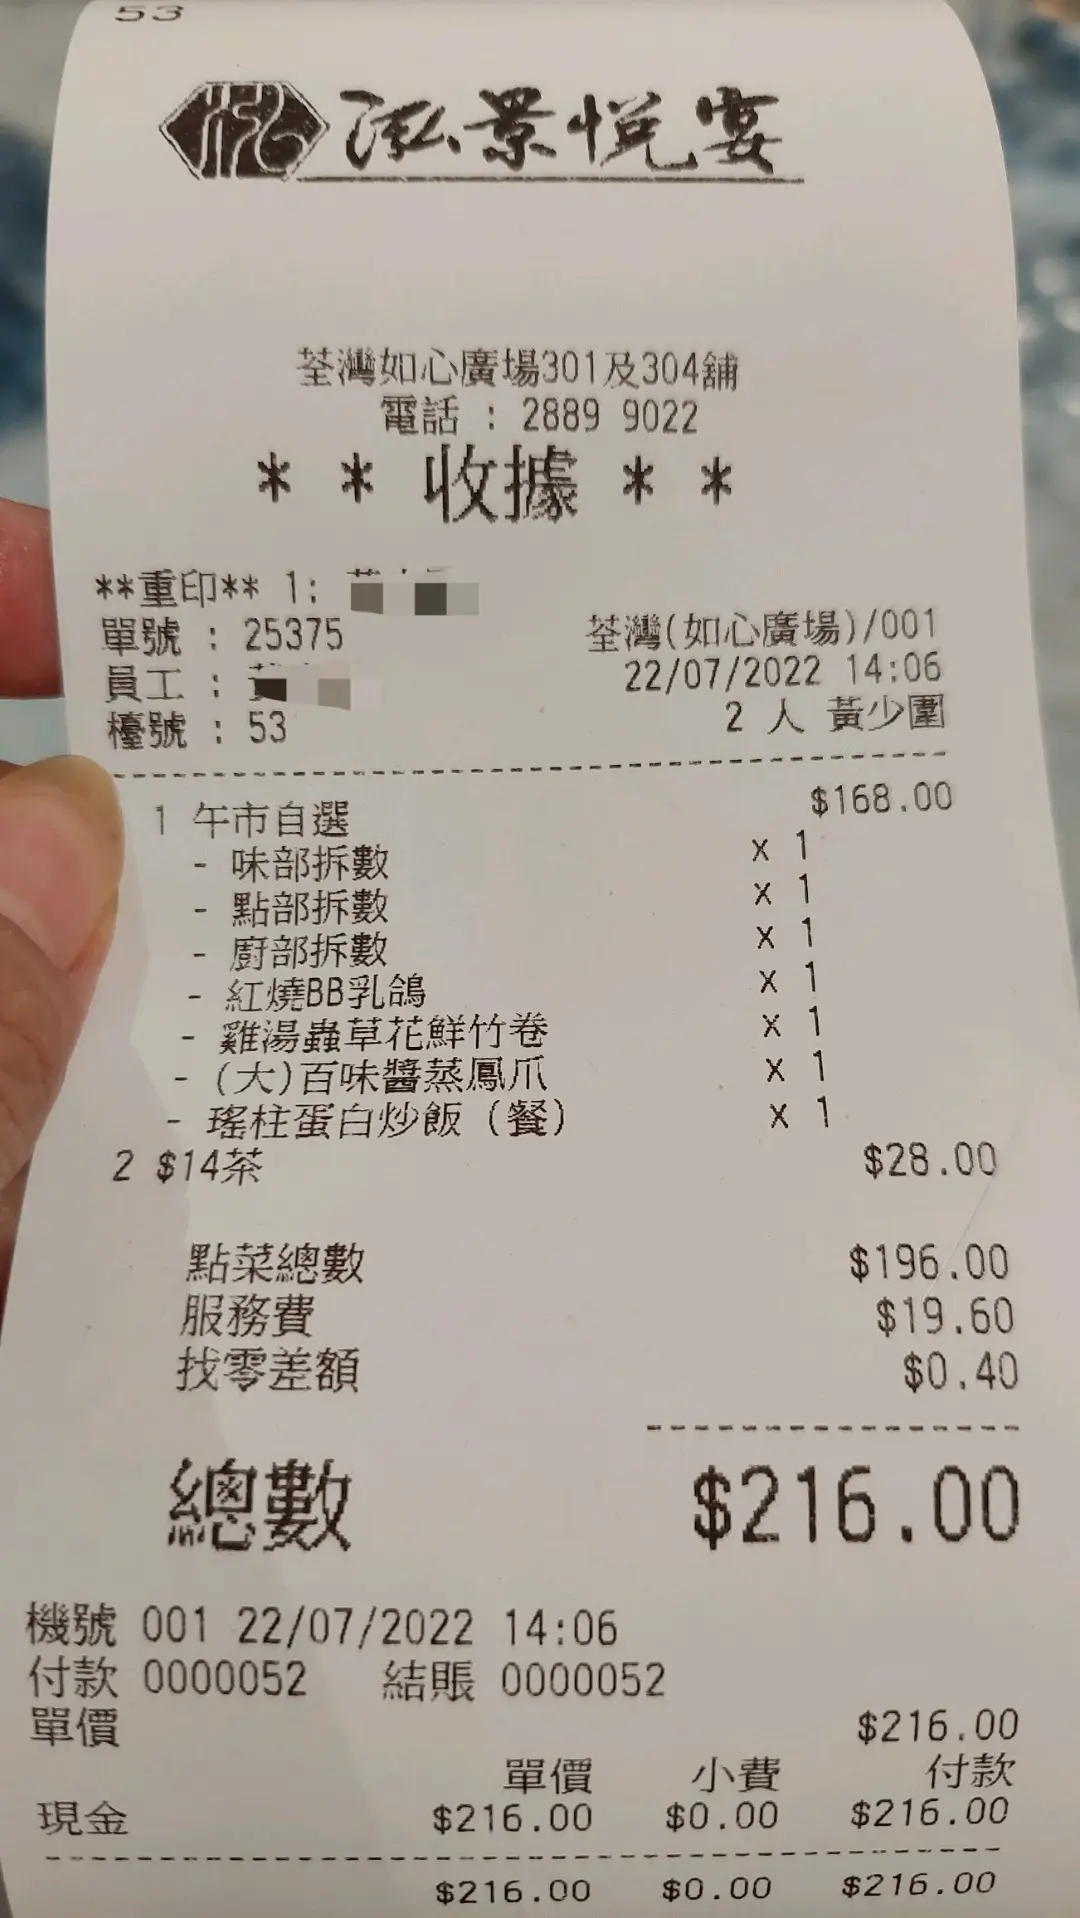 53
泓景悅宴
荃灣如心廣場301及304舖
電話 : 2889 9022
* * 收據 * *
**重印** 1:
單號 : 25375
荃灣(如心廣場)/001
員工 :
22/07/2022 14:06
檯號 : 53
2 人 黃少圍
1 午市自選 $168.00
- 味部拆數 x 1
- 點部拆數 x 1
- 廚部拆數 x 1
- 紅燒BB乳鴿 x 1
- 雞湯蟲草花鮮竹卷 x 1
- (大)百味醬蒸鳳爪 x 1
- 瑤柱蛋白炒飯 (餐) x 1
2 $14茶 $28.00
點菜總數 $196.00
服務費 $19.60
找零差額 $0.40
總數 $216.00
機號 001 22/07/2022 14:06
付款 0000052 結賬 0000052
單價 $216.00
單價 小費 付款
現金 $216.00 $0.00 $216.00
$216.00 $0.00 $216.00